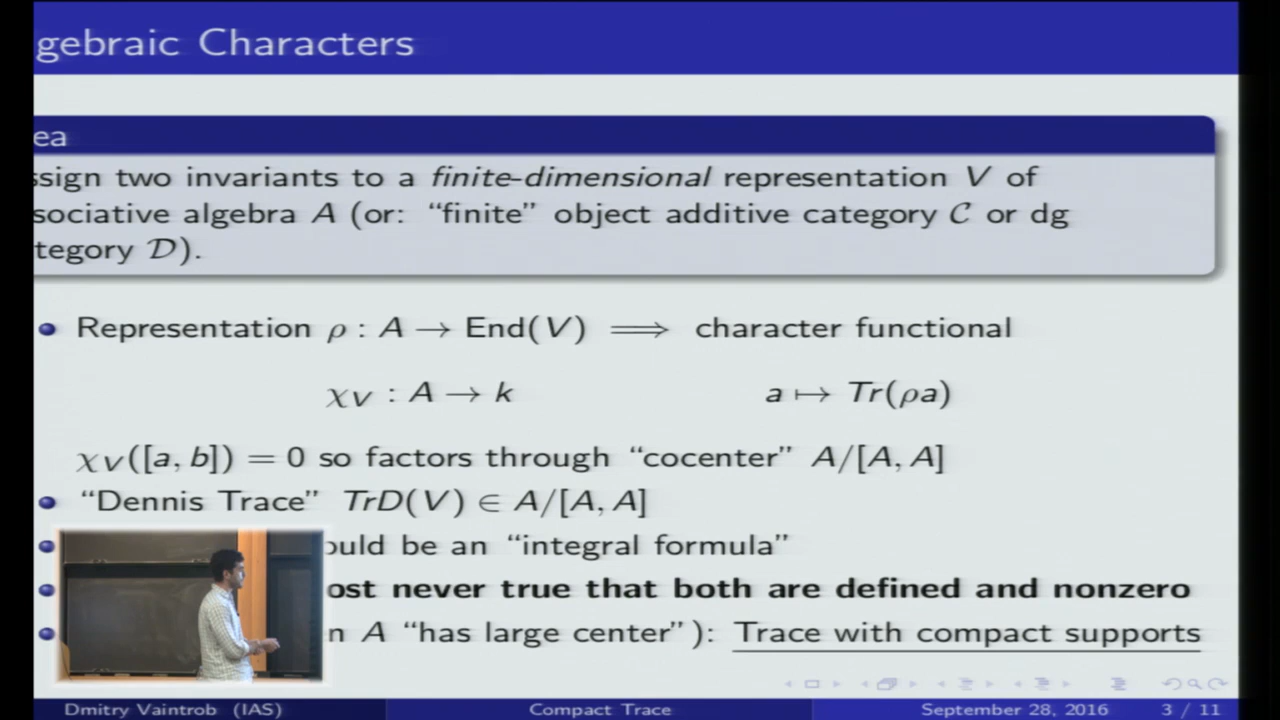 gebraic Characters
ea
ssign two invariants to a finite-dimensional representation V of
sociative algebra A (or: “finite” object additive category 𝒞 or dg
tegory 𝒟).
Representation ρ : A → End(V) ⟹ character functional
χ_V : A → k a ↦ Tr(ρa)
χ_V([a, b]) = 0 so factors through “cocenter” A/[A, A]
“Dennis Trace” TrD(V) ∈ A/[A, A]
ould be an “integral formula”
ost never true that both are defined and nonzero
n A “has large center”): Trace with compact supports
Dmitry Vaintrob (IAS) Compact Trace September 28, 2016 3 / 11